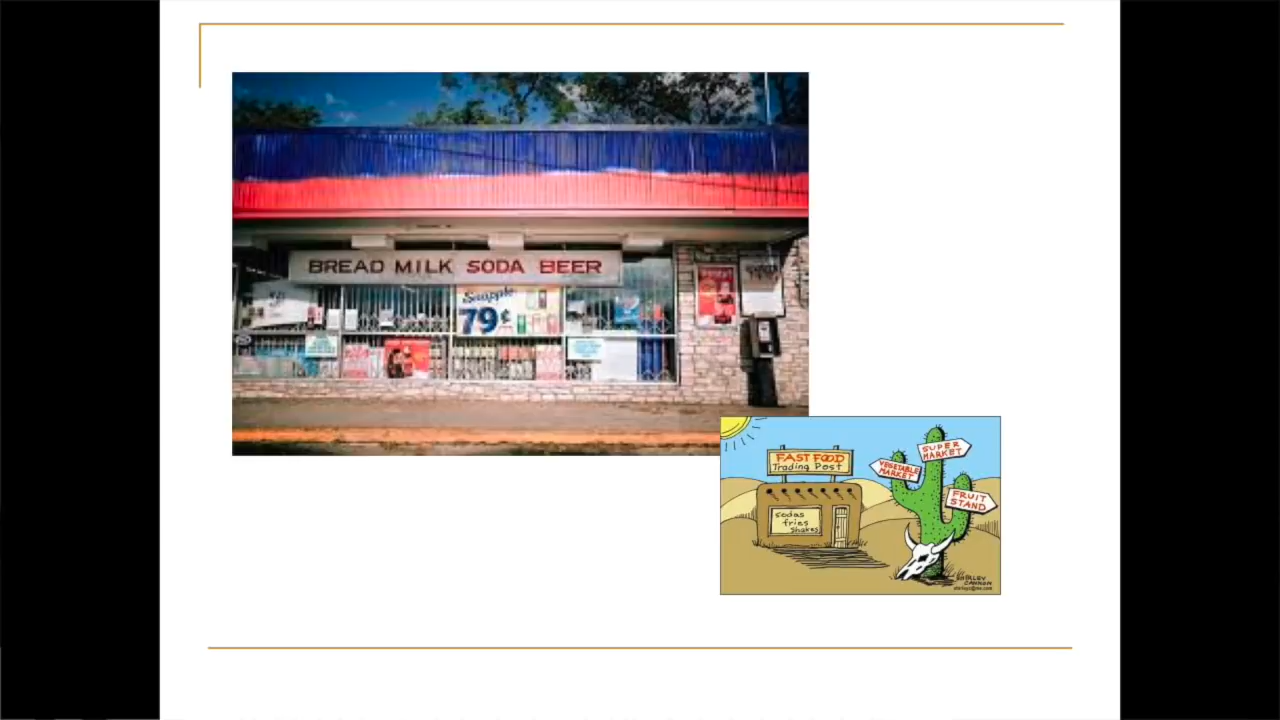 BREAD MILK SODA BEER
Snapple
79¢
FAST FOOD
Trading Post
sodas
fries
shakes
SUPER
MARKET
VEGETABLE
MARKET
FRUIT
STAND